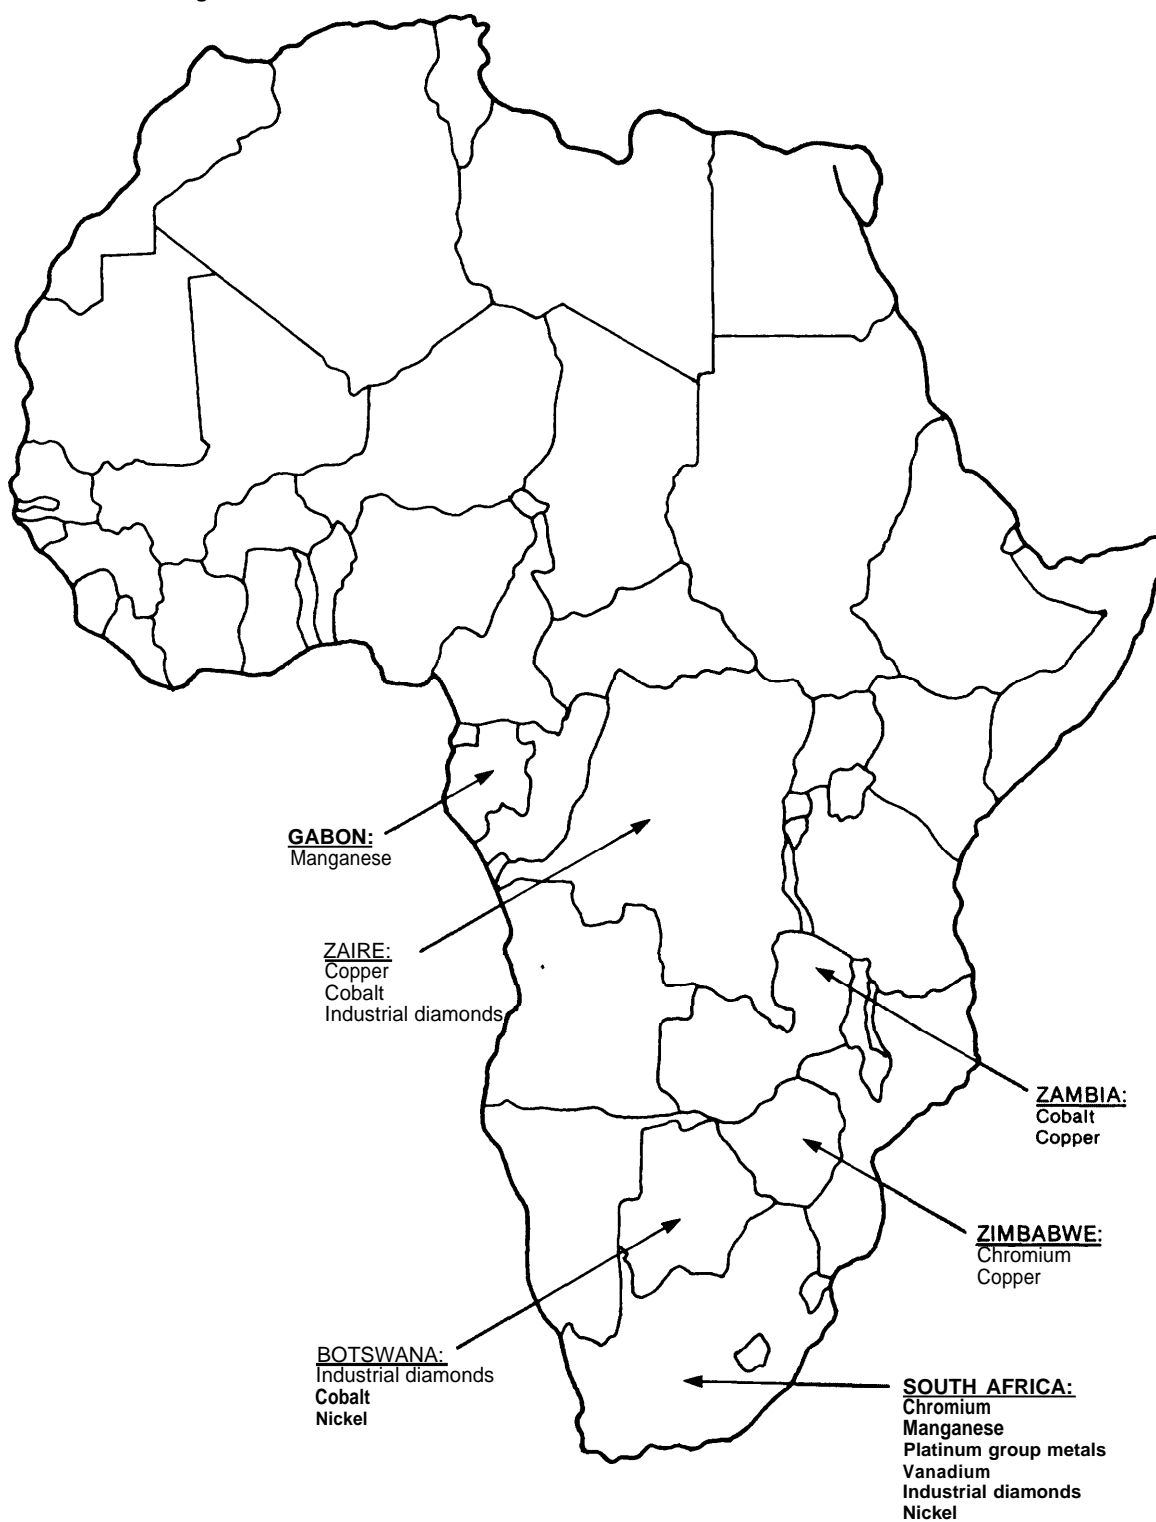 GABON:
Manganese
ZAIRE:
Copper
Cobalt
Industrial diamonds
ZAMBIA:
Cobalt
Copper
ZIMBABWE:
Chromium
Copper
BOTSWANA:
Industrial diamonds
Cobalt
Nickel
SOUTH AFRICA:
Chromium
Manganese
Platinum group metals
Vanadium
Industrial diamonds
Nickel